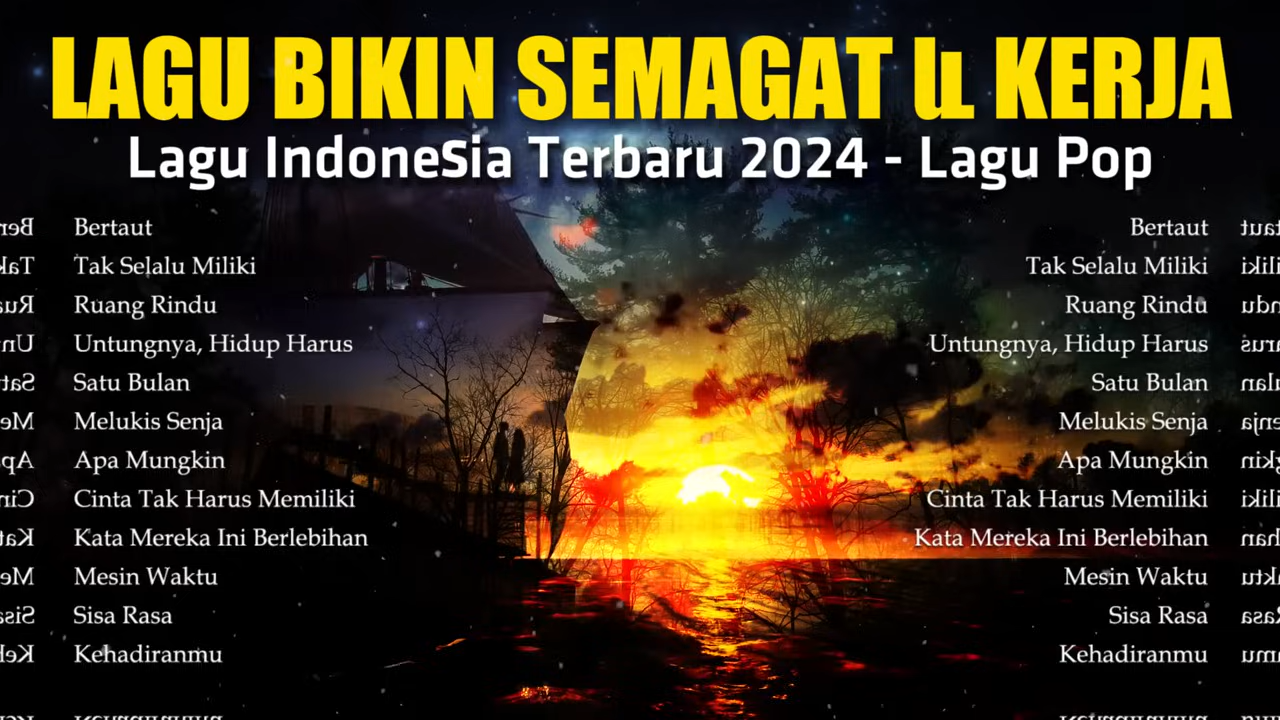 LAGU BIKIN SEMAGAT U KERJA
Lagu IndoneSia Terbaru 2024 - Lagu Pop
Bertaut
Tak Selalu Miliki
Ruang Rindu
Untungnya, Hidup Harus
Satu Bulan
Melukis Senja
Apa Mungkin
Cinta Tak Harus Memiliki
Kata Mereka Ini Berlebihan
Mesin Waktu
Sisa Rasa
Kehadiranmu
Bertaut
Tak Selalu Miliki
Ruang Rindu
Untungnya, Hidup Harus
Satu Bulan
Melukis Senja
Apa Mungkin
Cinta Tak Harus Memiliki
Kata Mereka Ini Berlebihan
Mesin Waktu
Sisa Rasa
Kehadiranmu